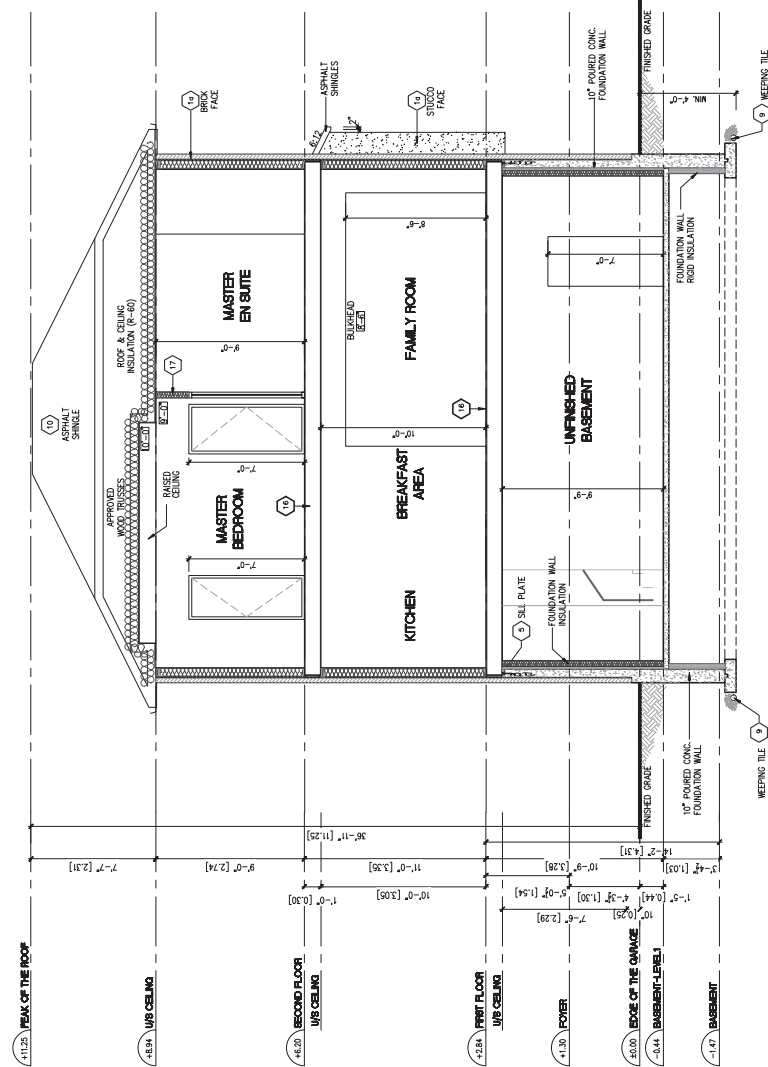 +11.25 PEAK OF THE ROOF
+8.94 U/S CEILING
+6.20 SECOND FLOOR
U/S CEILING
+2.84 FIRST FLOOR
U/S CEILING
+1.30 FOYER
±0.00 EDGE OF THE GARAGE
-0.44 BASEMENT-LEVEL1
-1.47 BASEMENT
7'-7" [2.31]
9'-0" [2.74]
11'-0" [3.35]
36'-11" [11.25]
1'-0" [0.30]
10'-0" [3.05]
10'-9" [3.28]
14'-2" [4.31]
[1.54]
7'-6" [2.29]
[1.30]
10" [0.25]
1'-5" [0.44]
[1.03]
10
ASPHALT
SHINGLE
APPROVED
WOOD TRUSSES
RAISED
CEILING
ROOF & CEILING
INSULATION (R-60)
1a
BRICK
FACE
9'-0"
17
MASTER
BEDROOM
7'-0"
7'-0"
MASTER
EN SUITE
9'-0"
16
ASPHALT
SHINGLES
6:12
2"
1a
STUCCO
FACE
KITCHEN
BREAKFAST
AREA
10'-0"
BULKHEAD
8'-6"
FAMILY ROOM
8'-6"
16
5 SILL PLATE
FOUNDATION WALL
INSULATION
9'-9"
UNFINISHED
BASEMENT
7'-0"
10" POURED CONC.
FOUNDATION WALL
FINISHED GRADE
FINISHED GRADE
MIN. 4'-0"
FOUNDATION WALL
RIGID INSULATION
10" POURED CONC.
FOUNDATION WALL
WEEPING TILE 9
WEEPING TILE 9